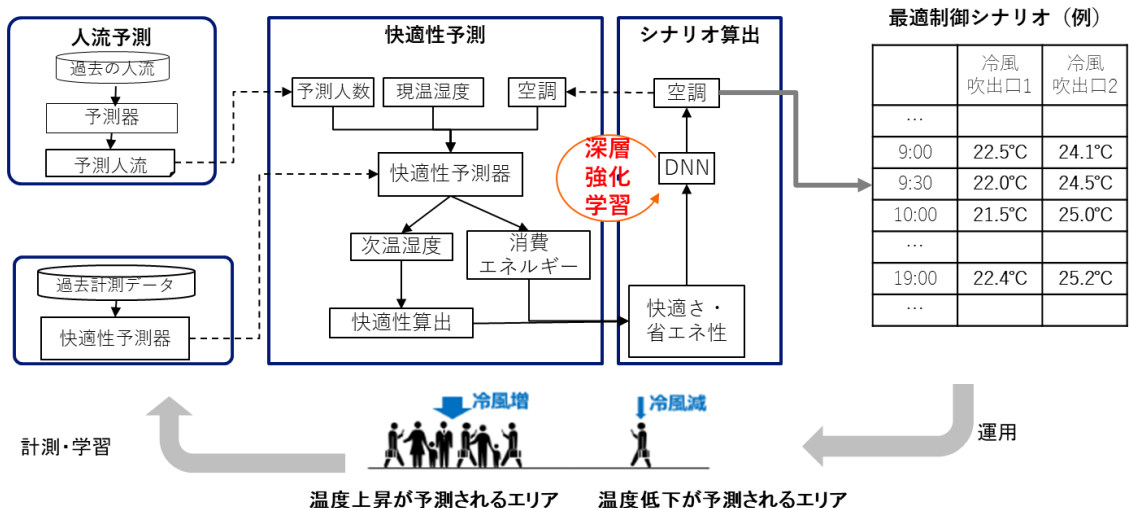 人流予測
過去の人流
予測器
予測人流
過去計測データ
快適性予測器
快適性予測
予測人数
現温湿度
空調
快適性予測器
次温湿度
消費
エネルギー
快適性算出
深層
強化
学習
シナリオ算出
空調
DNN
快適さ・
省エネ性
最適制御シナリオ（例）
冷風 冷風
吹出口1 吹出口2
…
9:00 22.5℃ 24.1℃
9:30 22.0℃ 24.5℃
10:00 21.5℃ 25.0℃
…
19:00 22.4℃ 25.2℃
…
計測・学習
冷風増
冷風減
運用
温度上昇が予測されるエリア
温度低下が予測されるエリア